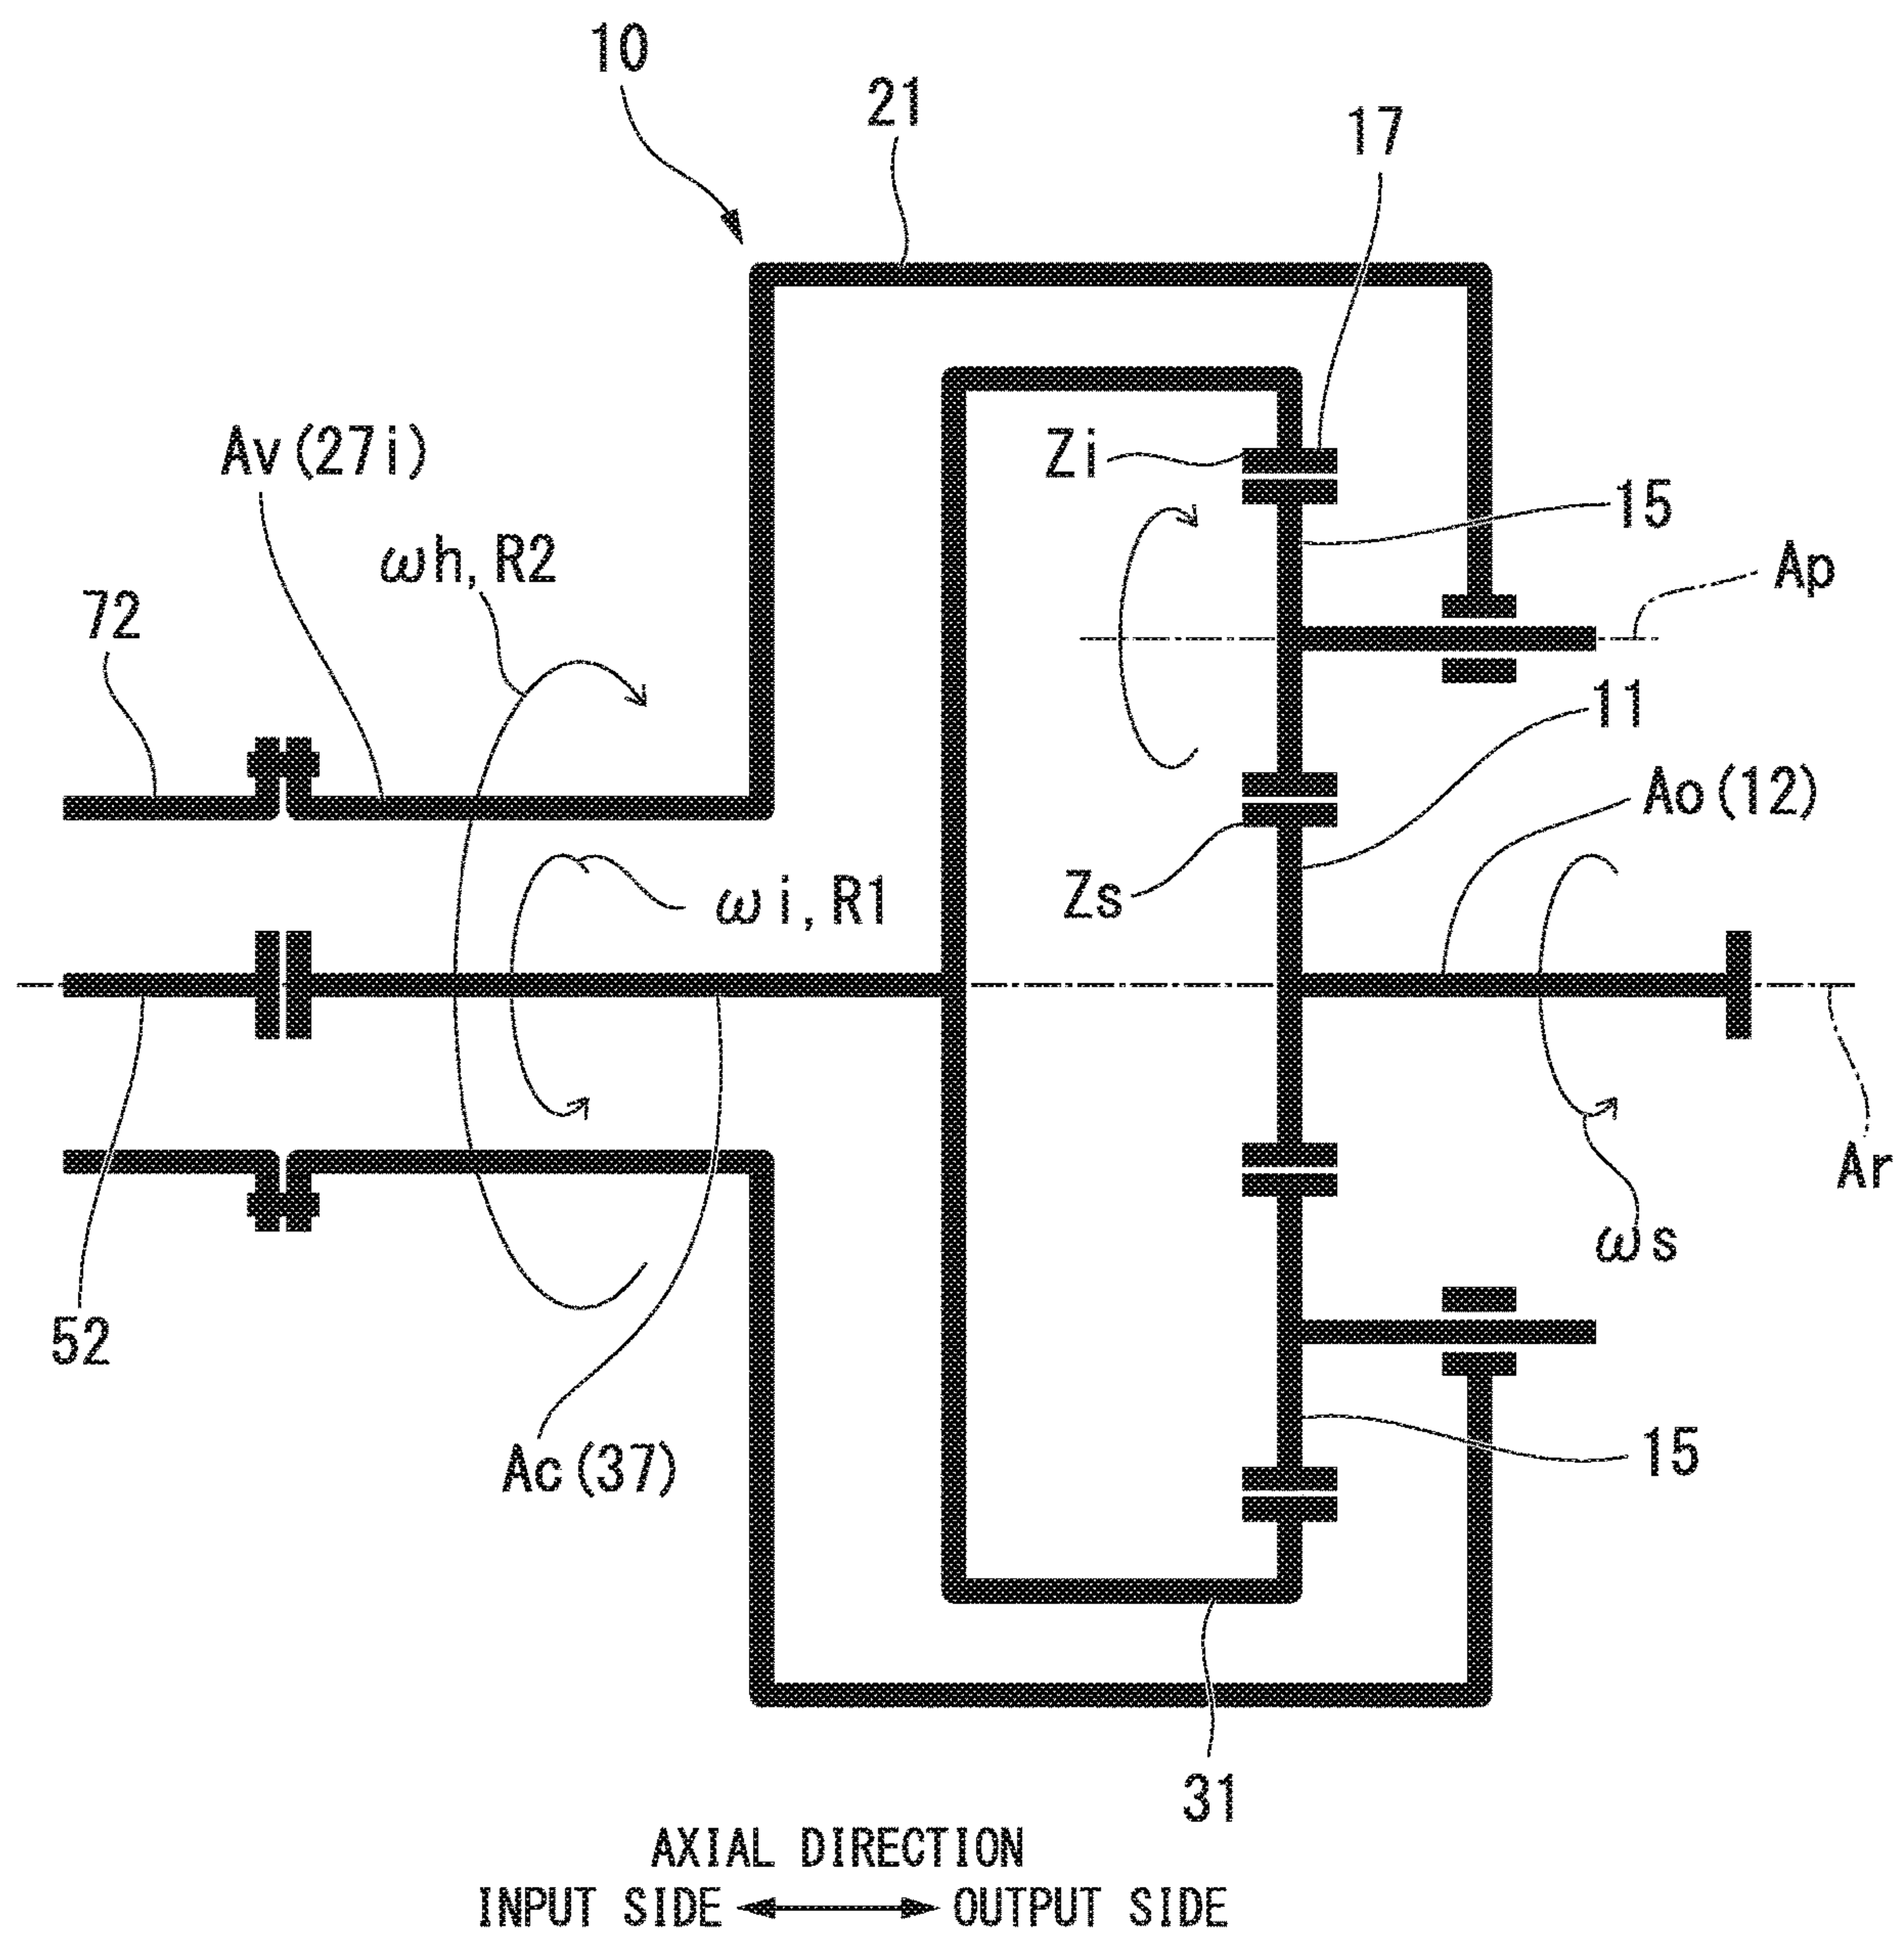 10
21
17
Av(27i)
Zi
15
ωh, R2
Ap
72
11
Ao(12)
Zs
ωi, R1
Ar
ωs
52
Ac(37)
15
31
AXIAL DIRECTION
INPUT SIDE OUTPUT SIDE